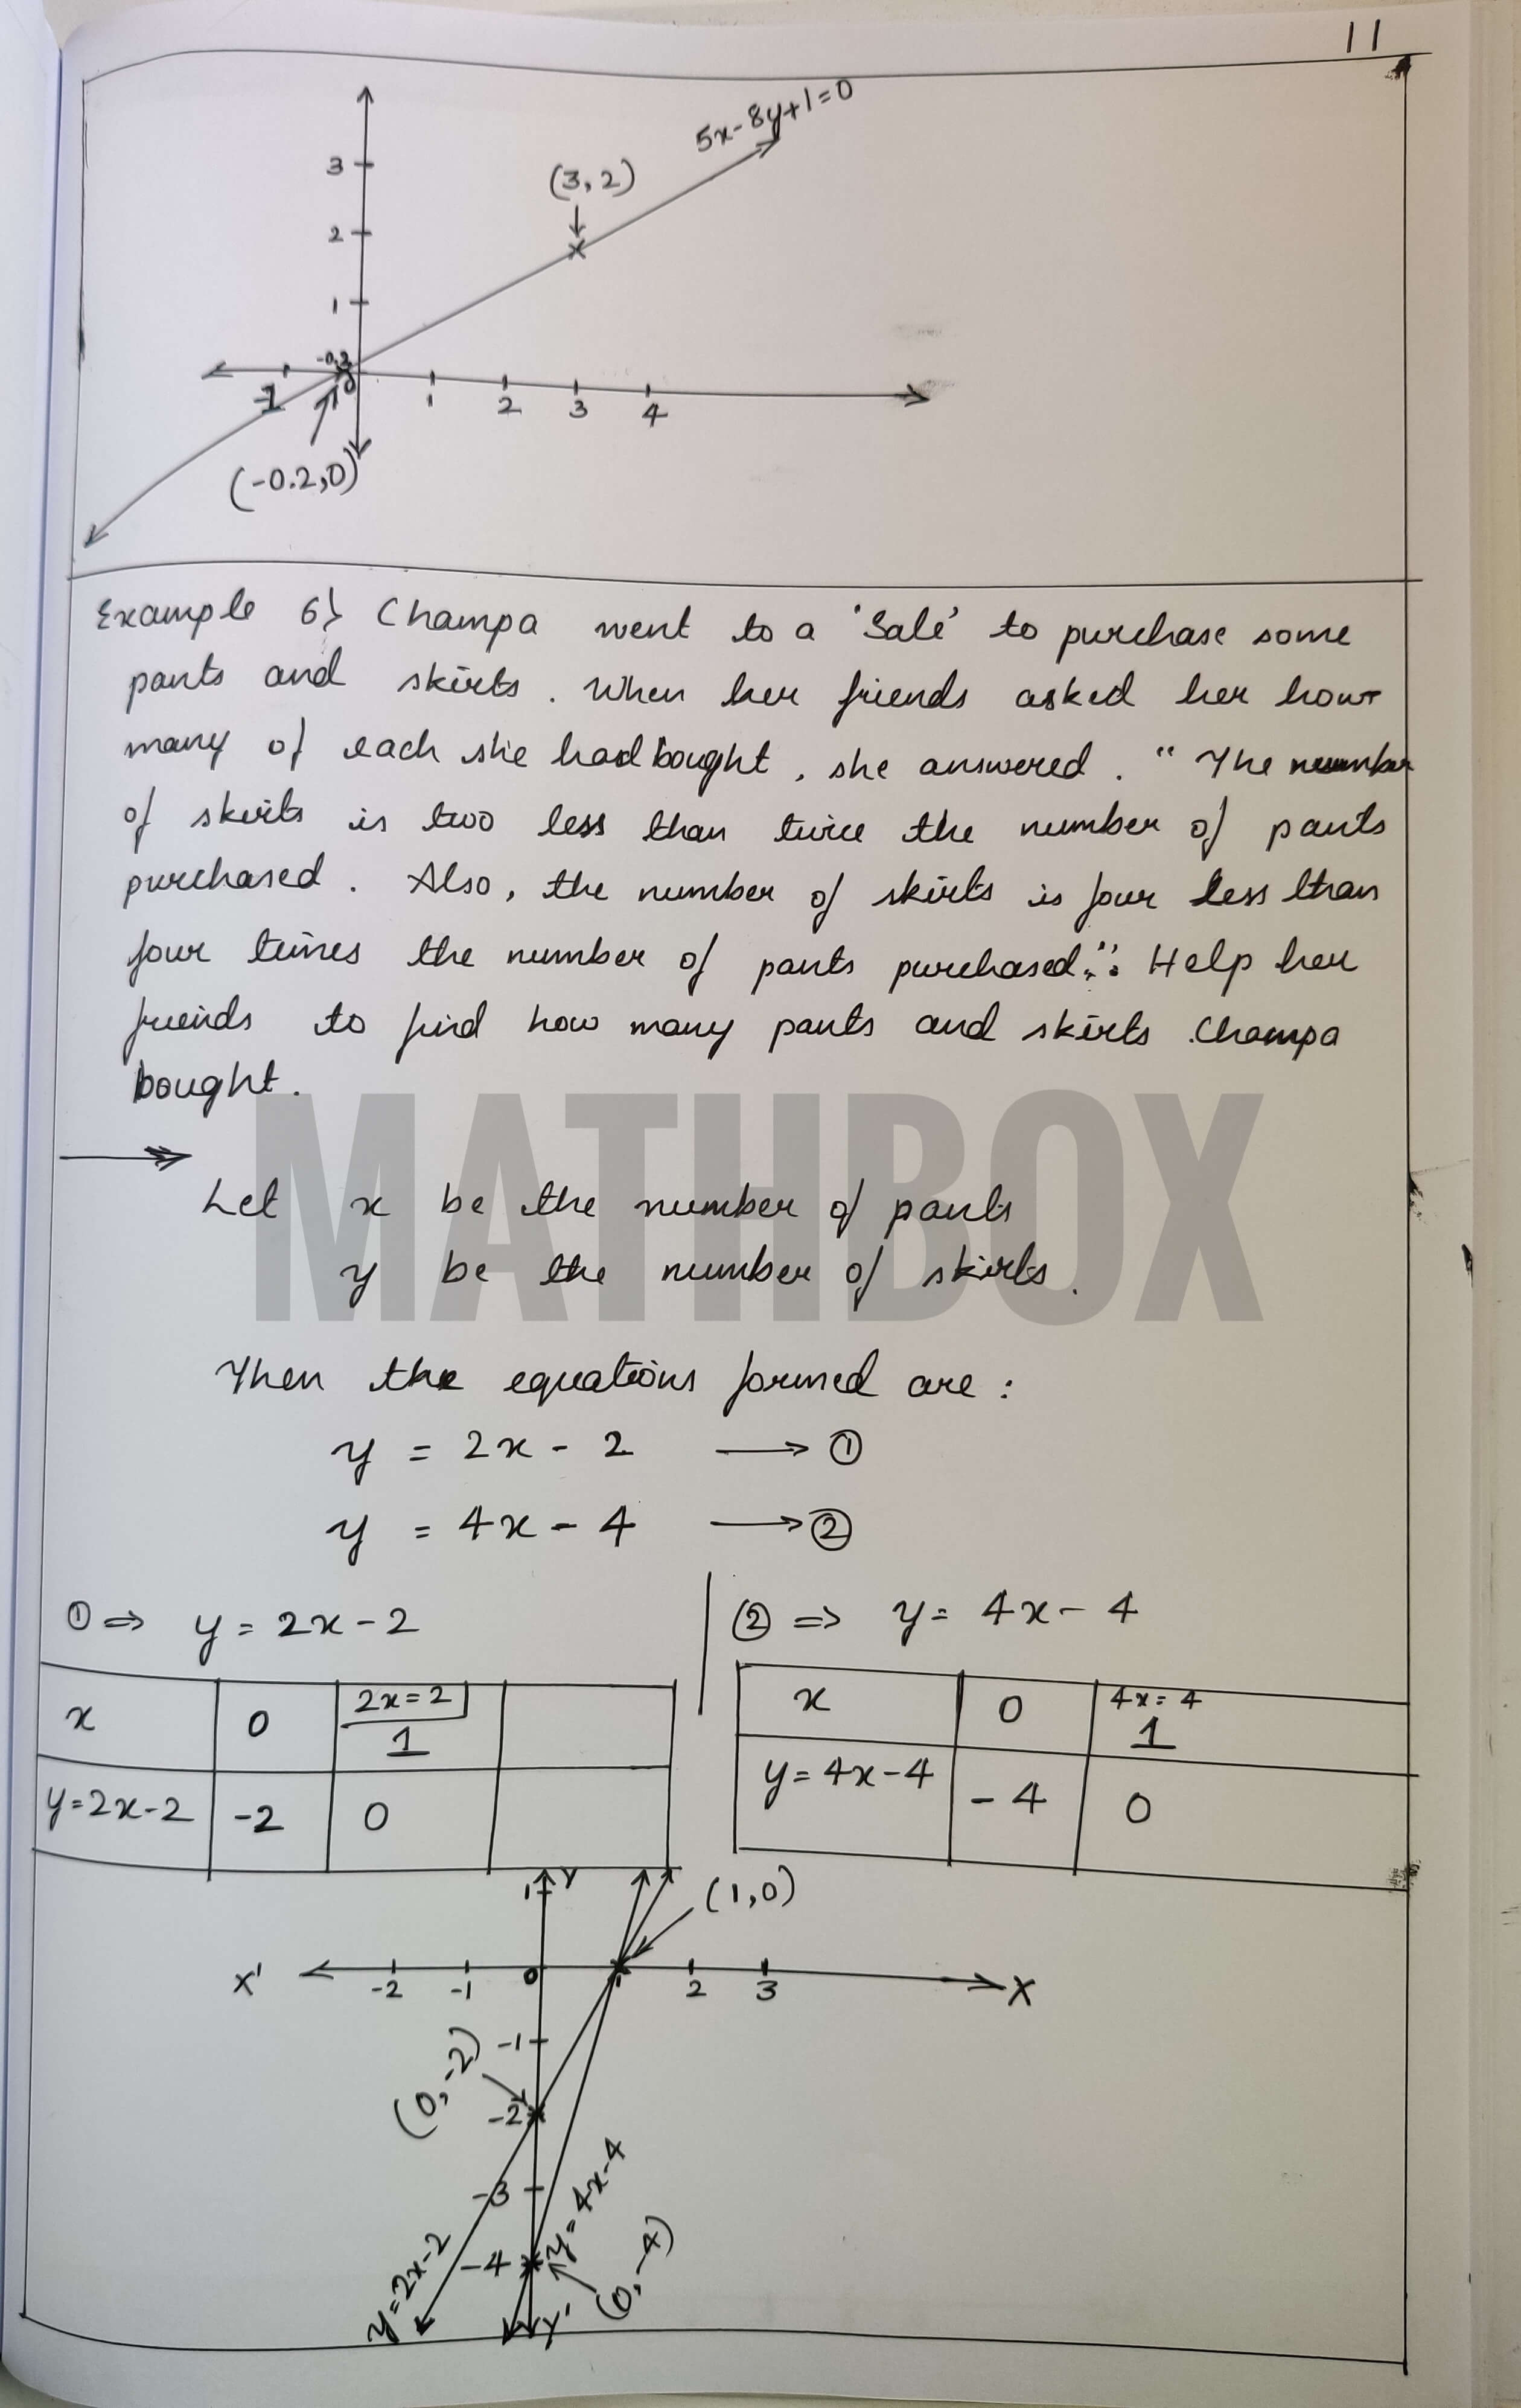 11
5x-8y+1=0
(3,2)
3
2
1
-0.2
0
-1
1 2 3 4
(-0.2,0)
Example 6} Champa went to a 'Sale' to purchase some
pants and skirts. When her friends asked her how
many of each she had bought, she answered. "The number
of skirts is two less than twice the number of pants
purchased. Also, the number of skirts is four less than
four times the number of pants purchased." Help her
friends to find how many pants and skirts Champa
bought.
MATHBOX
Let x be the number of pants
y be the number of skirts.
Then the equations formed are:
y = 2x - 2 → ①
y = 4x - 4 → ②
① ⇒ y = 2x - 2
x 0 2x=2 1
y=2x-2 -2 0
② ⇒ y = 4x - 4
x 0 4x=4 1
y=4x-4 -4 0
Y
1
(1,0)
X' -2 -1 0 1 2 3 X
-1
(0,-2)
-2
-3
y=4x-4
-4
y=2x-2
(0,-4)
Y'